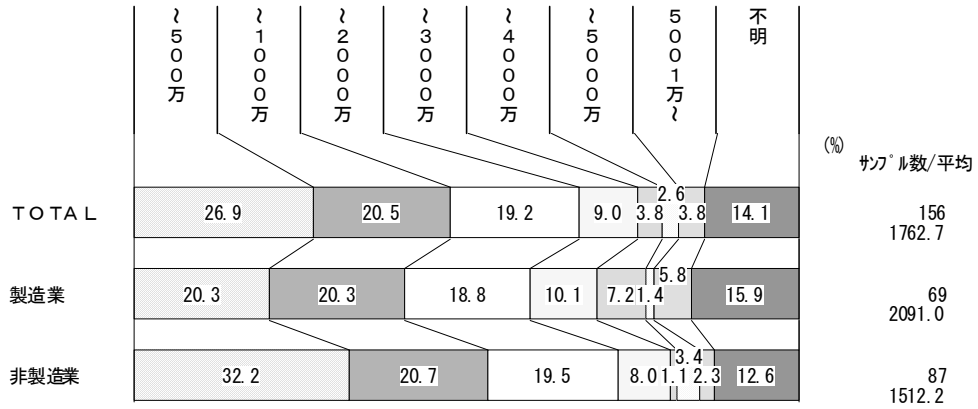 ~500万
~1000万
~2000万
~3000万
~4000万
~5000万
5001万~
不明
(%)
サンプル数/平均
TOTAL 26.9 20.5 19.2 9.0 3.8 2.6 3.8 14.1 156
1762.7
製造業 20.3 20.3 18.8 10.1 7.2 1.4 5.8 15.9 69
2091.0
非製造業 32.2 20.7 19.5 8.0 1.1 3.4 2.3 12.6 87
1512.2